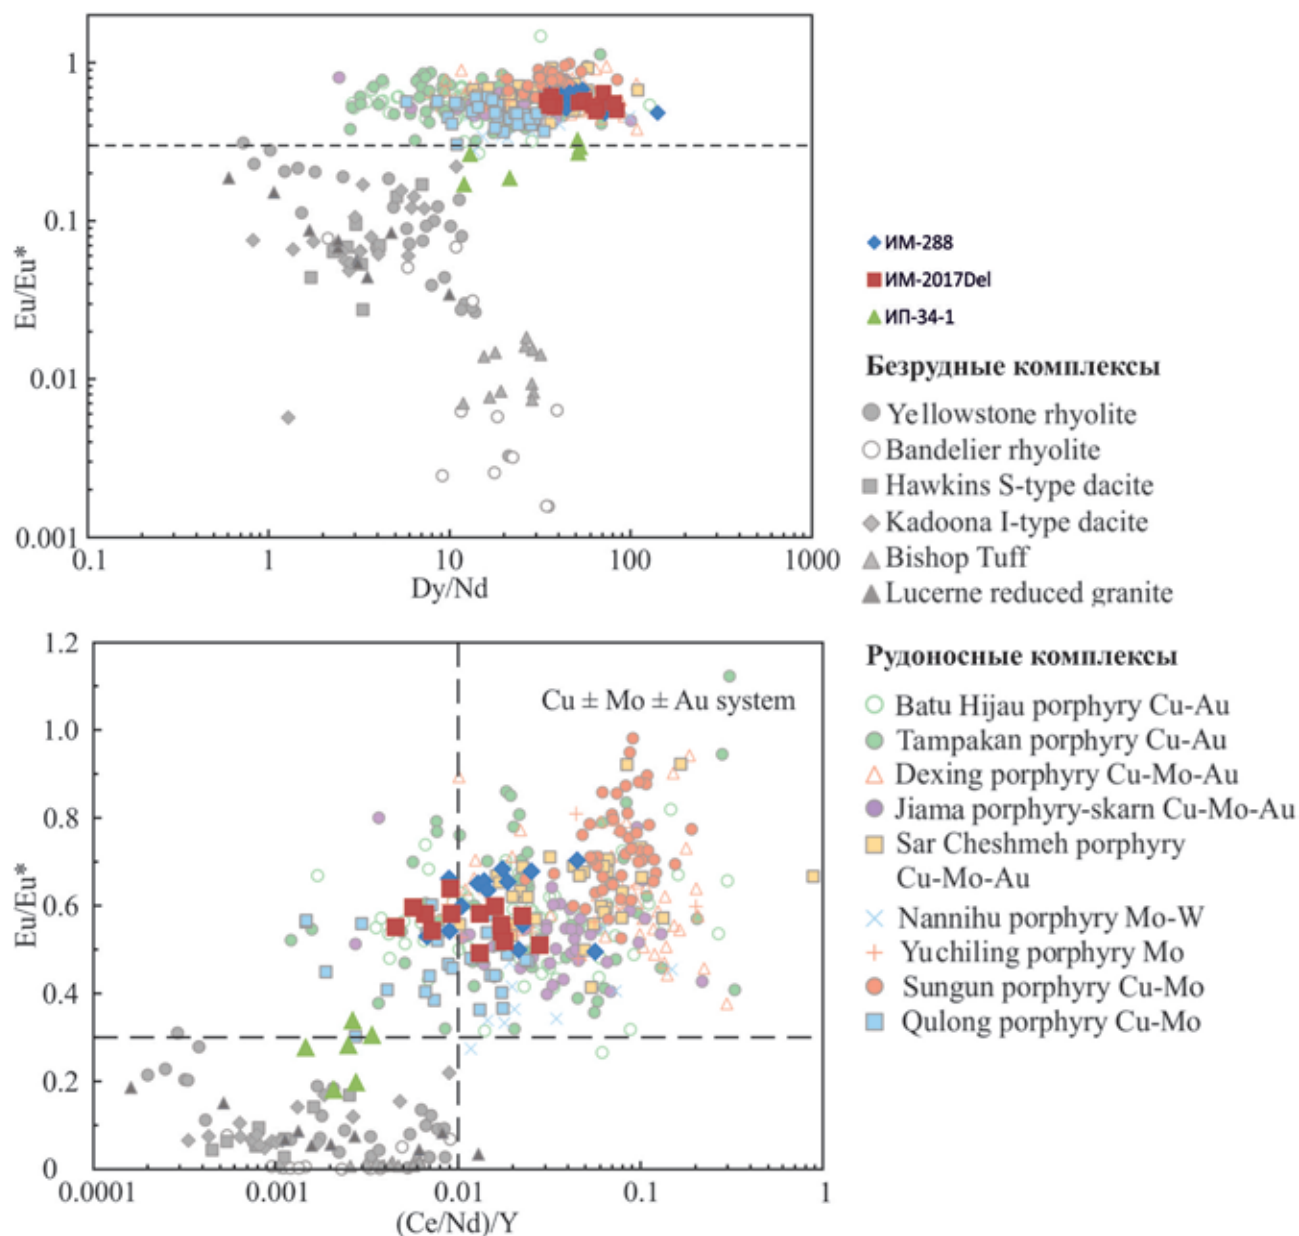 1
0.1
0.01
0.001
Eu/Eu*
0.1
1
10
100
1000
Dy/Nd
ИМ-288
ИМ-2017Del
ИП-34-1
Безрудные комплексы
Yellowstone rhyolite
Bandelier rhyolite
Hawkins S-type dacite
Kadoona I-type dacite
Bishop Tuff
Lucerne reduced granite
1.2
1.0
0.8
0.6
0.4
0.2
0
Eu/Eu*
Cu ± Mo ± Au system
0.0001
0.001
0.01
0.1
1
(Ce/Nd)/Y
Рудоносные комплексы
Batu Hijau porphyry Cu-Au
Tampakan porphyry Cu-Au
Dexing porphyry Cu-Mo-Au
Jiama porphyry-skarn Cu-Mo-Au
Sar Cheshmeh porphyry
Cu-Mo-Au
Nannihu porphyry Mo-W
Yuchiling porphyry Mo
Sungun porphyry Cu-Mo
Qulong porphyry Cu-Mo